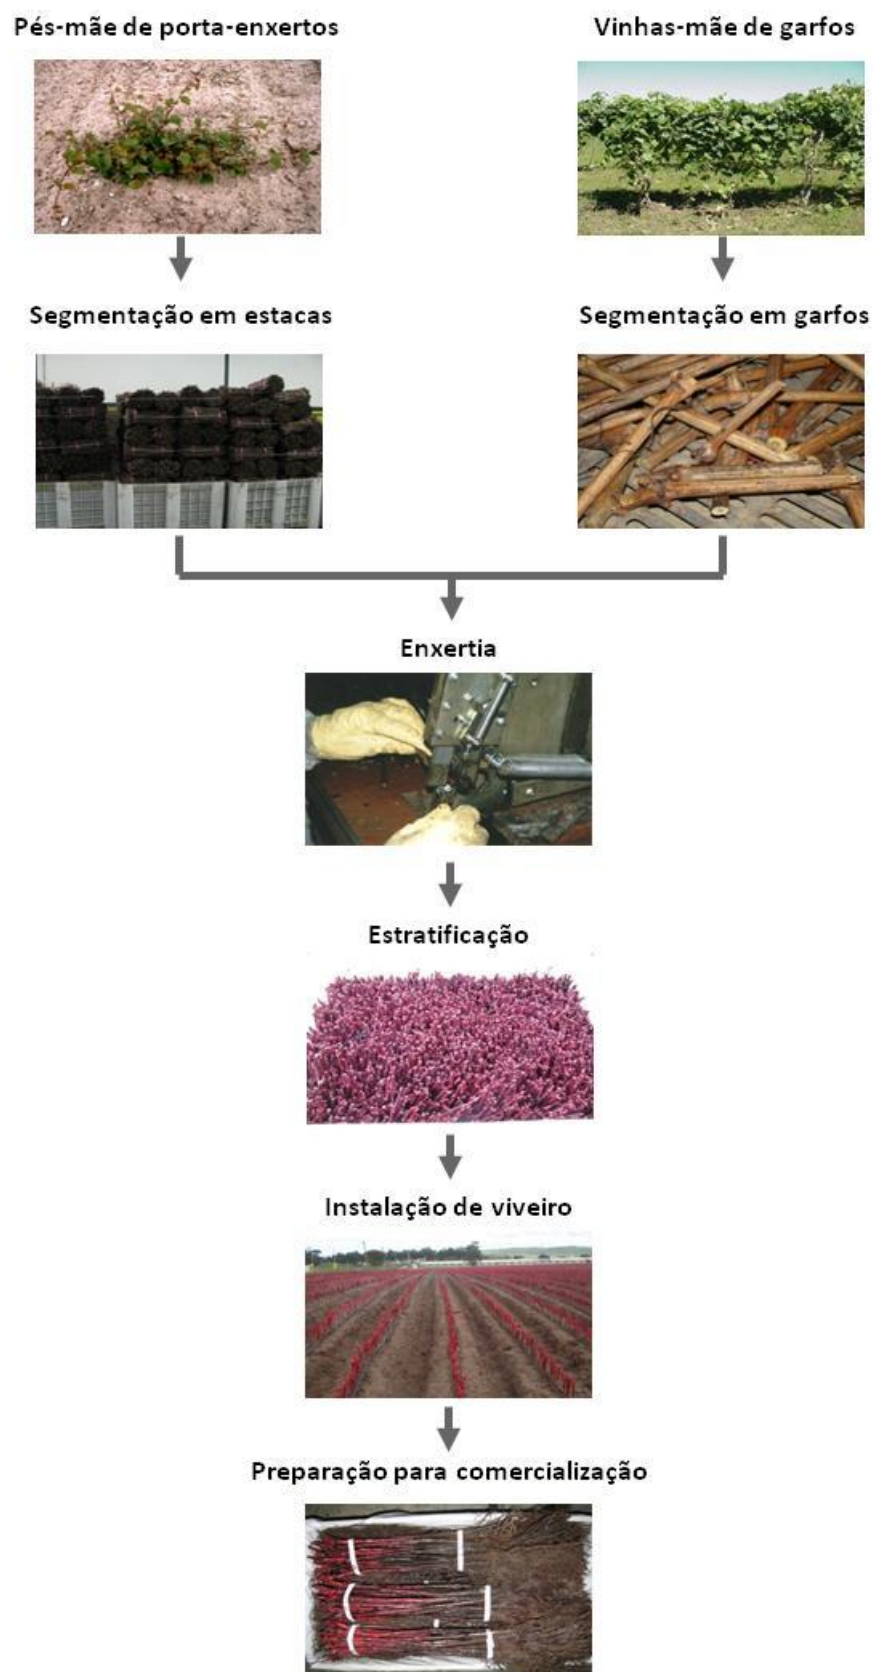 Pés-mãe de porta-enxertos
Vinhas-mãe de garfos
Segmentação em estacas
Segmentação em garfos
Enxertia
Estratificação
Instalação de viveiro
Preparação para comercialização